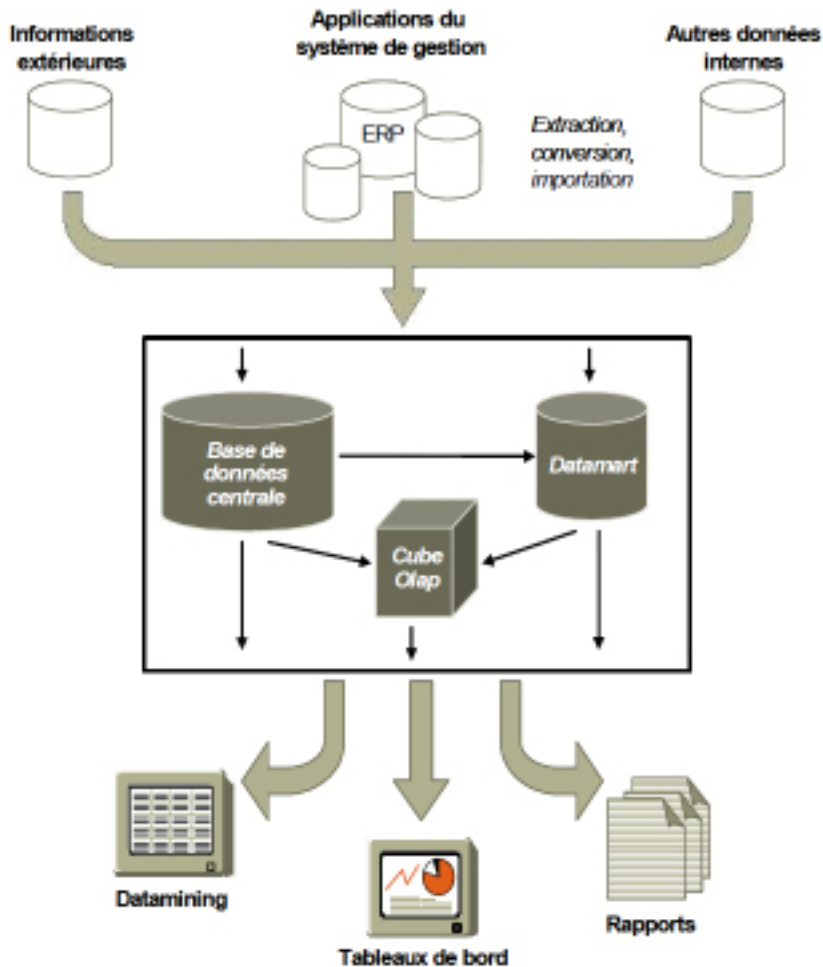 Informations
extérieures
Applications du
système de gestion
Autres données
internes
ERP
Extraction,
conversion,
importation
Base de
données
centrale
Datamart
Cube
Olap
Datamining
Tableaux de bord
Rapports